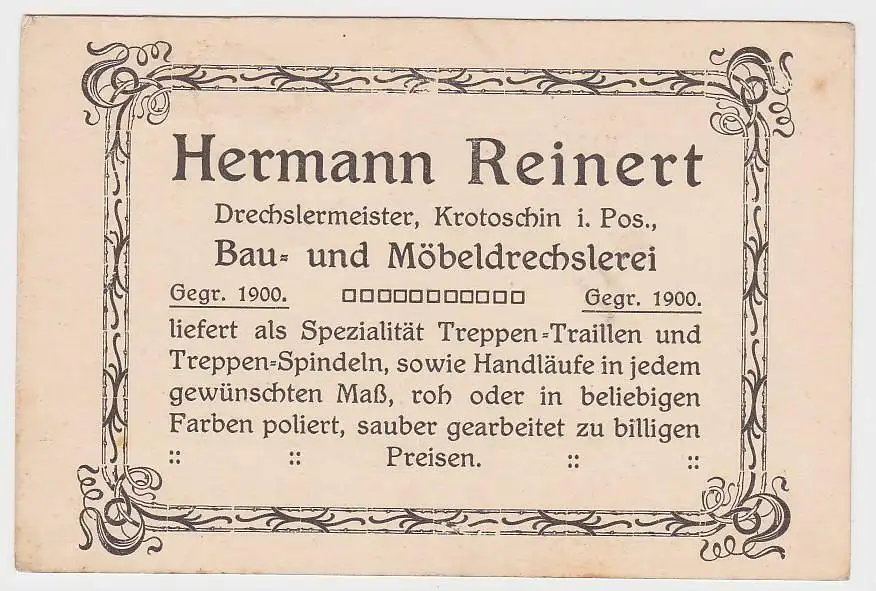 Hermann Reinert
Drechslermeister, Krotoschin i. Pos.,
Bau= und Möbeldrechslerei
Gegr. 1900. □□□□□□□□□□□ Gegr. 1900.
liefert als Spezialität Treppen=Traillen und
Treppen=Spindeln, sowie Handläufe in jedem
gewünschten Maß, roh oder in beliebigen
Farben poliert, sauber gearbeitet zu billigen
:: :: Preisen. :: ::